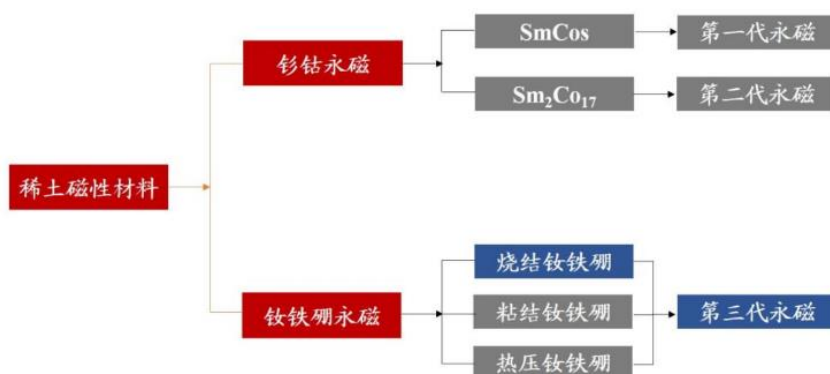 SmCos
第一代永磁
钐钴永磁
Sm₂Co₁₇
第二代永磁
稀土磁性材料
烧结钕铁硼
钕铁硼永磁
粘结钕铁硼
第三代永磁
热压钕铁硼